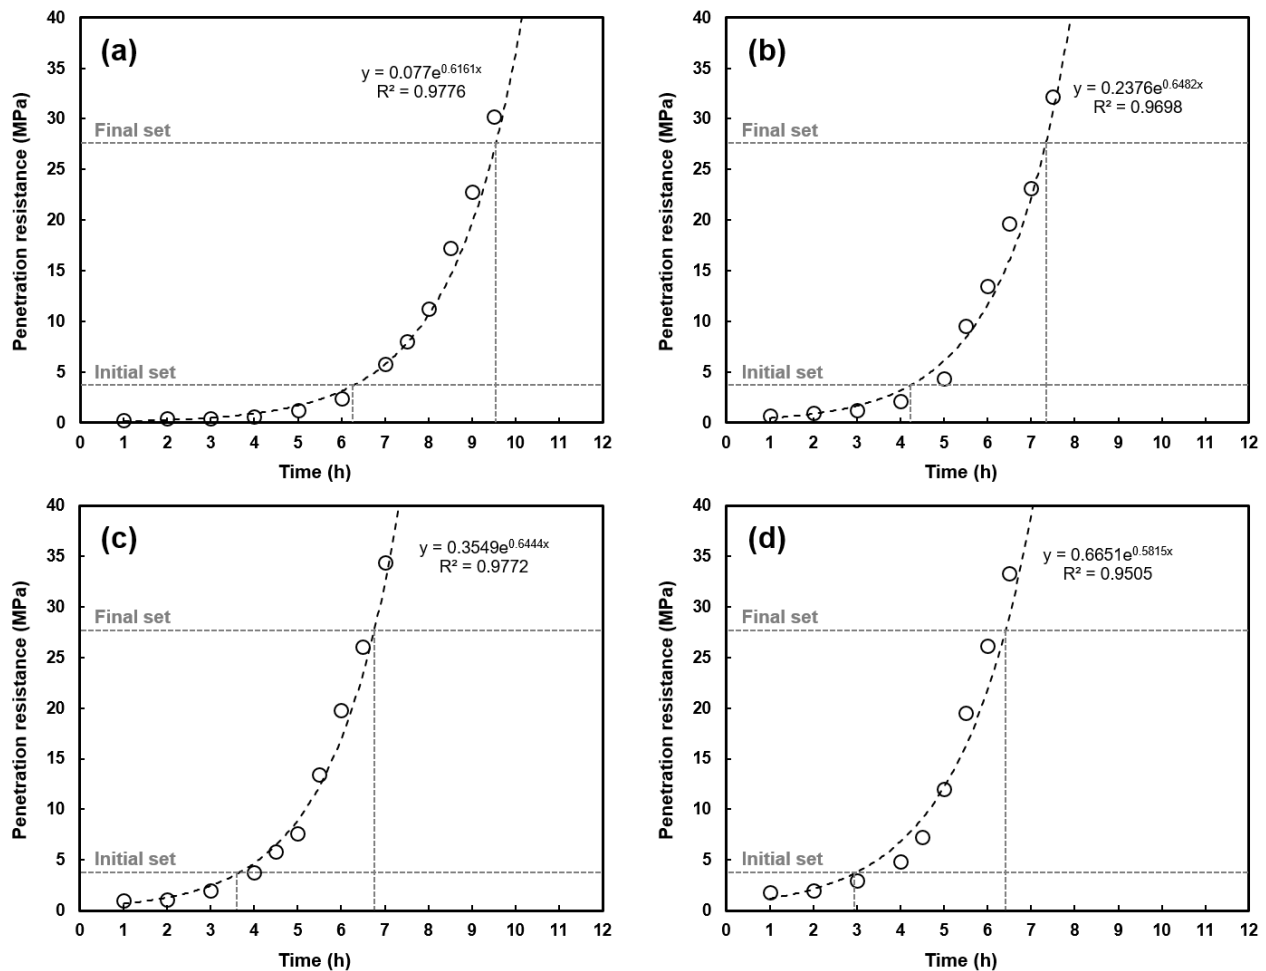 (a)
y = 0.077e^0.6161x
R² = 0.9776
Final set
Initial set
Penetration resistance (MPa)
40
35
30
25
20
15
10
5
0
0 1 2 3 4 5 6 7 8 9 10 11 12
Time (h)
(b)
y = 0.2376e^0.6482x
R² = 0.9698
Final set
Initial set
Penetration resistance (MPa)
40
35
30
25
20
15
10
5
0
0 1 2 3 4 5 6 7 8 9 10 11 12
Time (h)
(c)
y = 0.3549e^0.6444x
R² = 0.9772
Final set
Initial set
Penetration resistance (MPa)
40
35
30
25
20
15
10
5
0
0 1 2 3 4 5 6 7 8 9 10 11 12
Time (h)
(d)
y = 0.6651e^0.5815x
R² = 0.9505
Final set
Initial set
Penetration resistance (MPa)
40
35
30
25
20
15
10
5
0
0 1 2 3 4 5 6 7 8 9 10 11 12
Time (h)